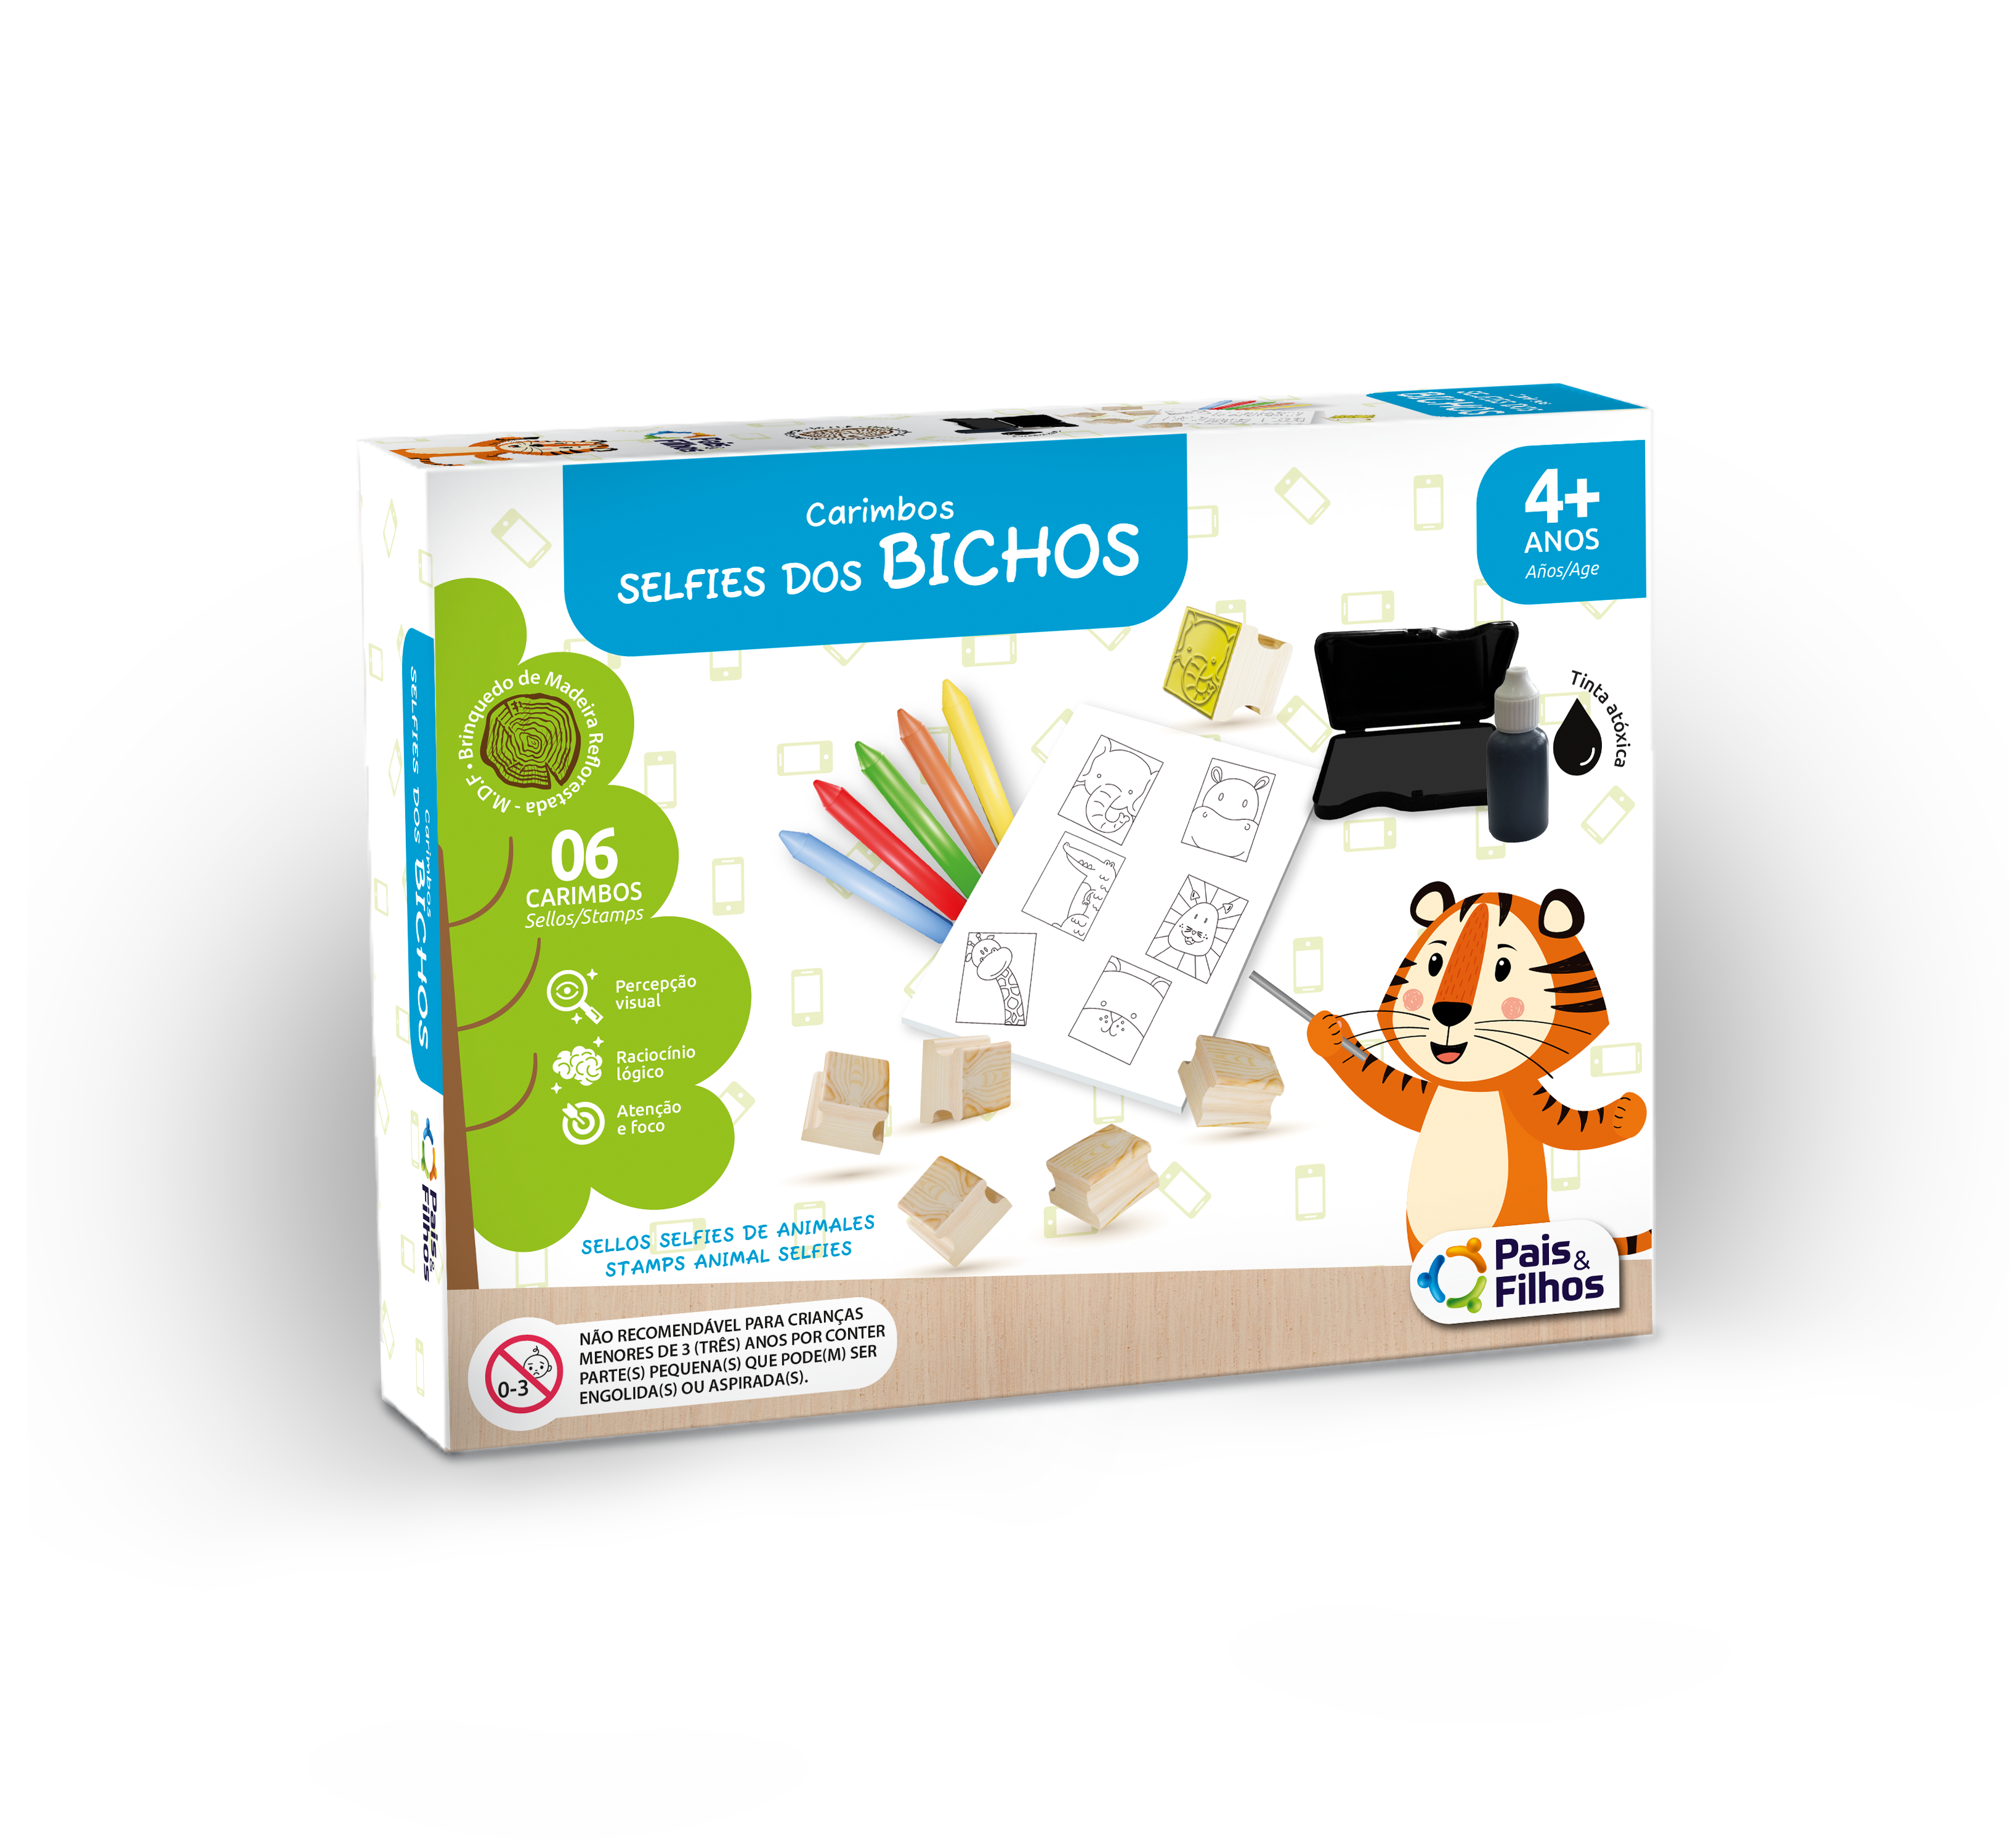 Carimbos
SELFIES DOS BICHOS
4+
ANOS
Años/Age
M.D.F • Brinquedo de Madeira Reflorestada -
Tinta atóxica
06
CARIMBOS
Sellos/Stamps
Percepção
visual
Raciocínio
lógico
Atenção
e foco
SELLOS SELFIES DE ANIMALES
STAMPS ANIMAL SELFIES
0-3
NÃO RECOMENDÁVEL PARA CRIANÇAS
MENORES DE 3 (TRÊS) ANOS POR CONTER
PARTE(S) PEQUENA(S) QUE PODE(M) SER
ENGOLIDA(S) OU ASPIRADA(S).
Pais &
Filhos
Carimbos
SELFIES DOS BICHOS
Pais &
Filhos
BICHOS